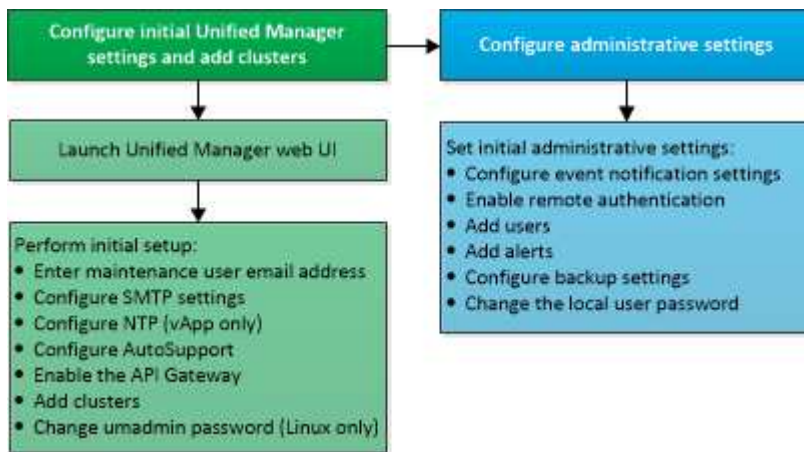 Configure initial Unified Manager
settings and add clusters
Configure administrative settings
Launch Unified Manager web UI
Set initial administrative settings:
• Configure event notification settings
• Enable remote authentication
• Add users
• Add alerts
• Configure backup settings
• Change the local user password
Perform initial setup:
• Enter maintenance user email address
• Configure SMTP settings
• Configure NTP (vApp only)
• Configure AutoSupport
• Enable the API Gateway
• Add clusters
• Change umadmin password (Linux only)